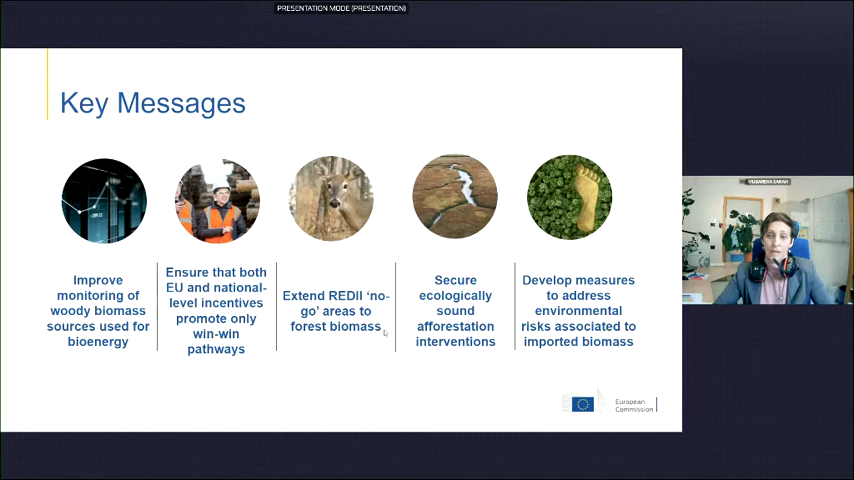 PRESENTATION MODE (PRESENTATION)
Key Messages
Improve
monitoring of
woody biomass
sources used for
bioenergy
Ensure that both
EU and national-
level incentives
promote only
win-win
pathways
Extend REDII ‘no-
go’ areas to
forest biomass
Secure
ecologically
sound
afforestation
interventions
Develop measures
to address
environmental
risks associated to
imported biomass
European
Commission